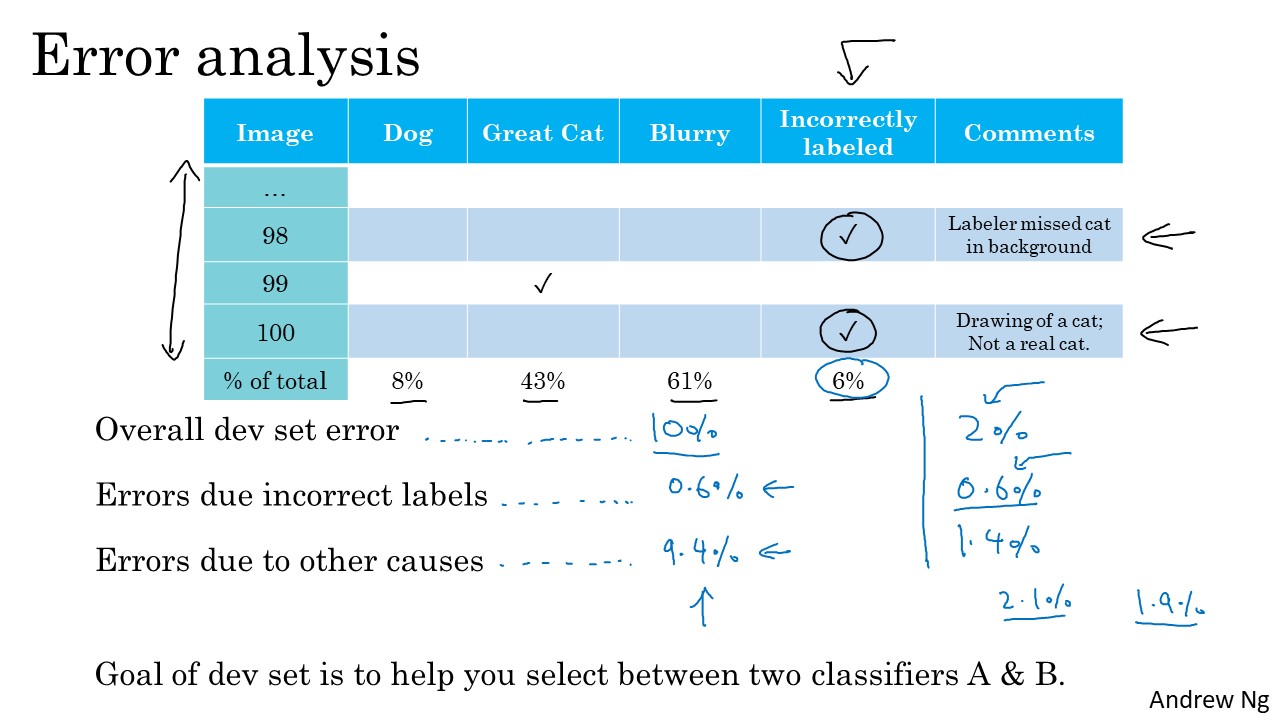 Error analysis
Image Dog Great Cat Blurry Incorrectly labeled Comments
...
98 ✓ Labeler missed cat in background
99 ✓
100 ✓ Drawing of a cat; Not a real cat.
% of total 8% 43% 61% 6%
Overall dev set error 10% 2%
Errors due incorrect labels 0.6% 0.6%
Errors due to other causes 9.4% 1.4%
2.1% 1.9%
Goal of dev set is to help you select between two classifiers A & B.
Andrew Ng